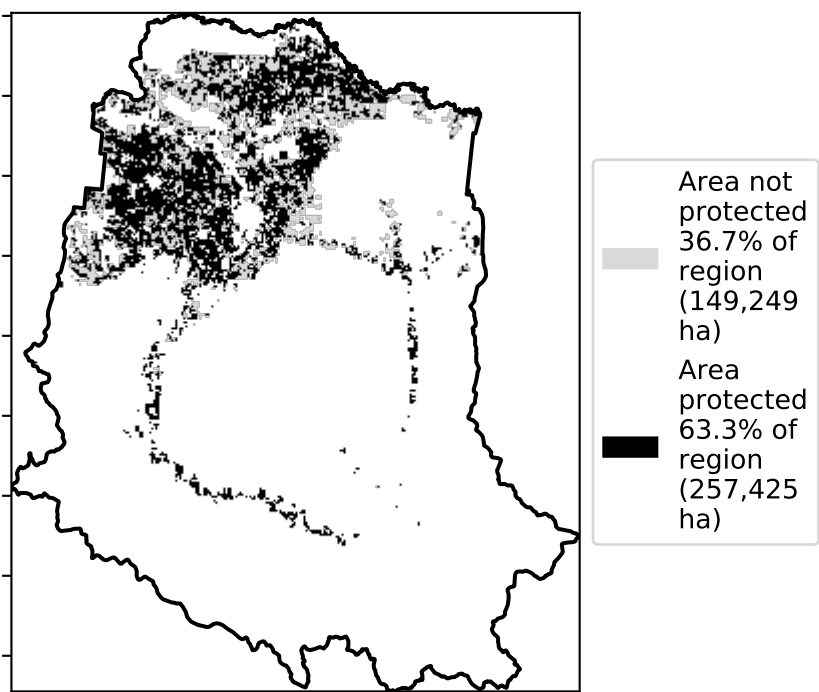 Area not
protected
36.7% of
region
(149,249
ha)
Area
protected
63.3% of
region
(257,425
ha)